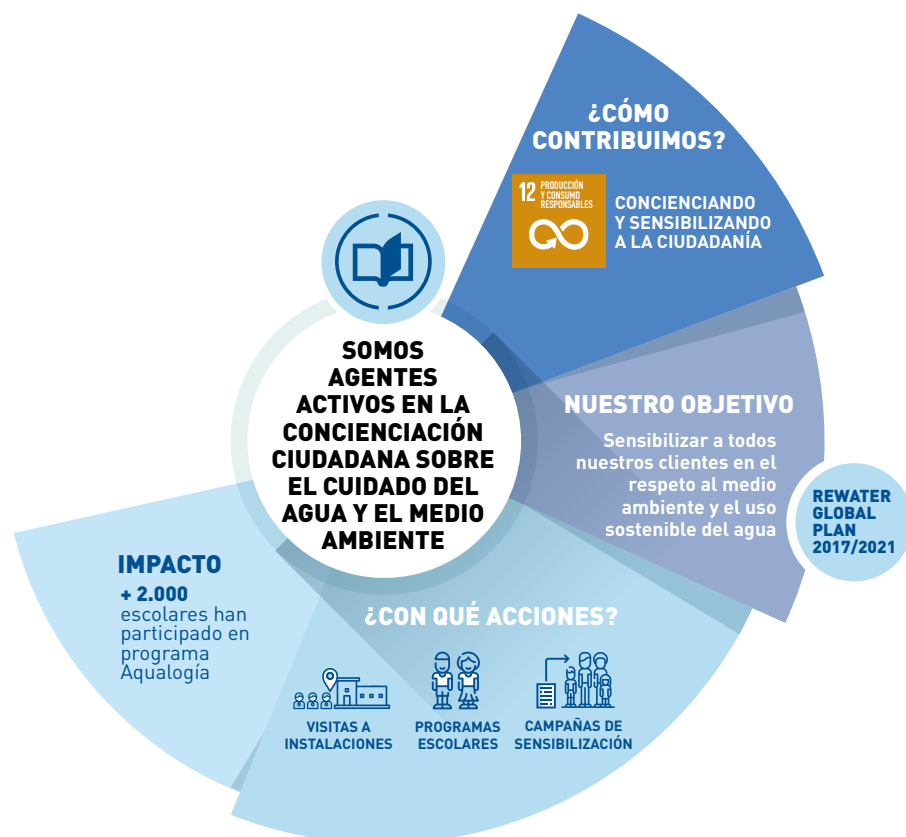 ¿CÓMO
CONTRIBUIMOS?
12 PRODUCCIÓN
Y CONSUMO
RESPONSABLES
CONCIENCIANDO
Y SENSIBILIZANDO
A LA CIUDADANÍA
SOMOS
AGENTES
ACTIVOS EN LA
CONCIENCIACIÓN
CIUDADANA SOBRE
EL CUIDADO DEL
AGUA Y EL MEDIO
AMBIENTE
NUESTRO OBJETIVO
Sensibilizar a todos
nuestros clientes en el
respeto al medio
ambiente y el uso
sostenible del agua
REWATER
GLOBAL
PLAN
2017/2021
¿CON QUÉ ACCIONES?
VISITAS A
INSTALACIONES
PROGRAMAS
ESCOLARES
CAMPAÑAS DE
SENSIBILIZACIÓN
IMPACTO
+ 2.000
escolares han
participado en
programa
Aqualogía